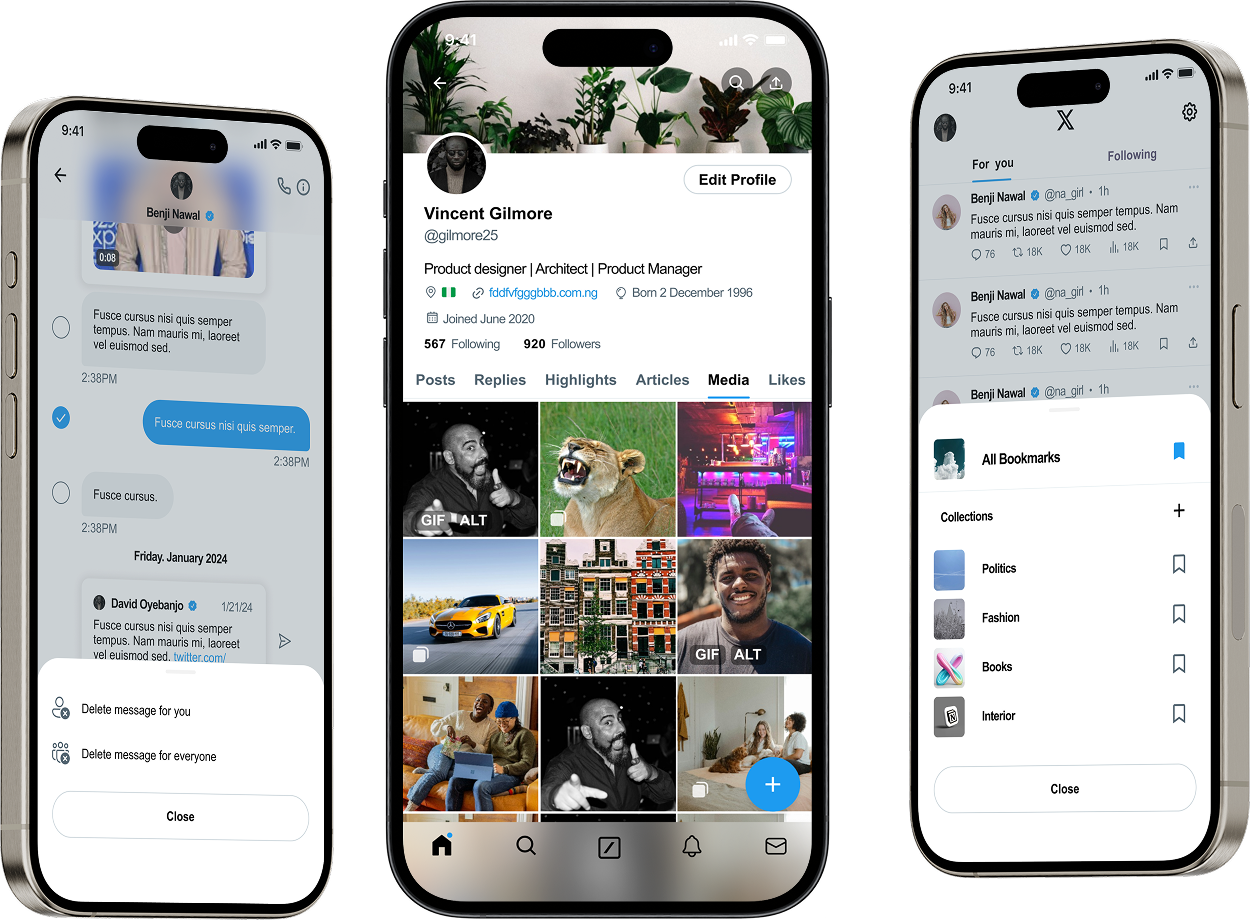 9:41
Benji Nawal
0:08
Fusce cursus nisi quis semper
tempus. Nam mauris mi, laoreet
vel euismod sed.
2:38PM
Fusce cursus nisi quis semper.
2:38PM
Fusce cursus.
2:38PM
Friday. January 2024
David Oyebanjo 1/21/24
Fusce cursus nisi quis semper
tempus. Nam mauris mi, laoreet
vel euismod sed. twitter.com/
Delete message for you
Delete message for everyone
Close
9:41
Edit Profile
Vincent Gilmore
@gilmore25
Product designer | Architect | Product Manager
fddfvfgggbbb.com.ng Born 2 December 1996
Joined June 2020
567 Following 920 Followers
Posts Replies Highlights Articles Media Likes
GIF ALT
GIF ALT
9:41
X
For you Following
Benji Nawal @na_girl · 1h
Fusce cursus nisi quis semper tempus. Nam
mauris mi, laoreet vel euismod sed.
76 18K 18K 18K
Benji Nawal @na_girl · 1h
Fusce cursus nisi quis semper tempus. Nam
mauris mi, laoreet vel euismod sed.
76 18K 18K 18K
Benji Nawal @na_girl · 1h
All Bookmarks
Collections
Politics
Fashion
Books
Interior
Close